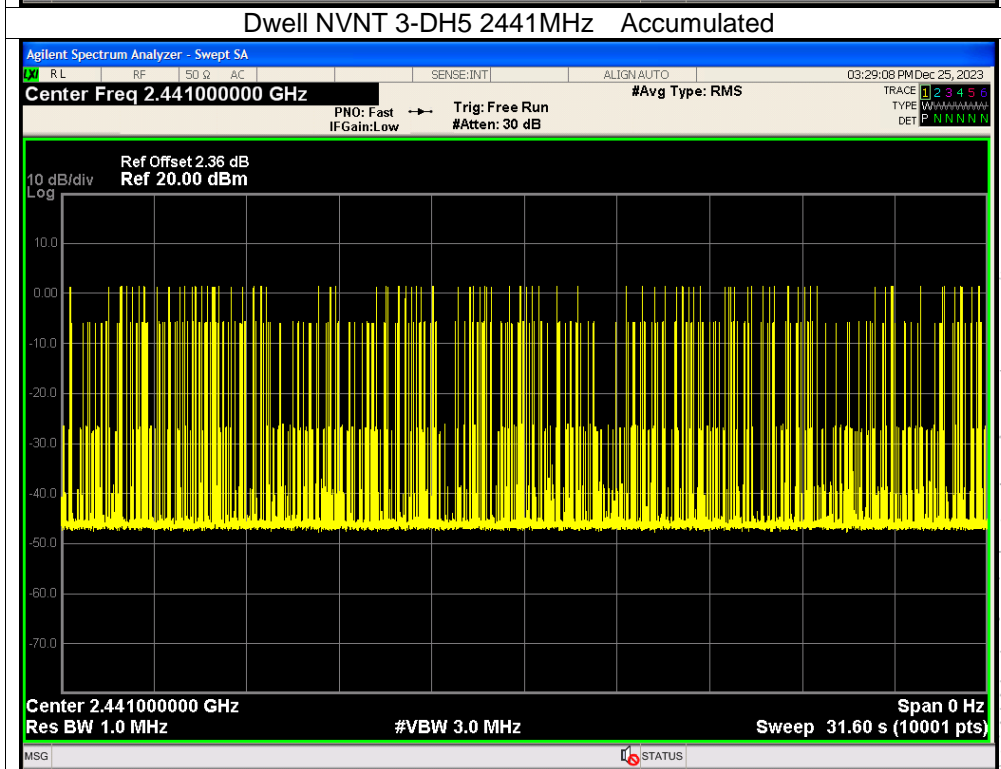 Dwell NVNT 3-DH5 2441MHz Accumulated
Agilent Spectrum Analyzer - Swept SA
LXI RL RF 50 Ω AC SENSE:INT ALIGN AUTO 03:29:08 PM Dec 25, 2023
Center Freq 2.441000000 GHz #Avg Type: RMS TRACE 1 2 3 4 5 6
PNO: Fast Trig: Free Run TYPE WWWWWW
IFGain:Low #Atten: 30 dB DET P N N N N N
Ref Offset 2.36 dB
10 dB/div Ref 20.00 dBm
Log
10.0
0.00
-10.0
-20.0
-30.0
-40.0
-50.0
-60.0
-70.0
Center 2.441000000 GHz Span 0 Hz
Res BW 1.0 MHz #VBW 3.0 MHz Sweep 31.60 s (10001 pts)
MSG STATUS